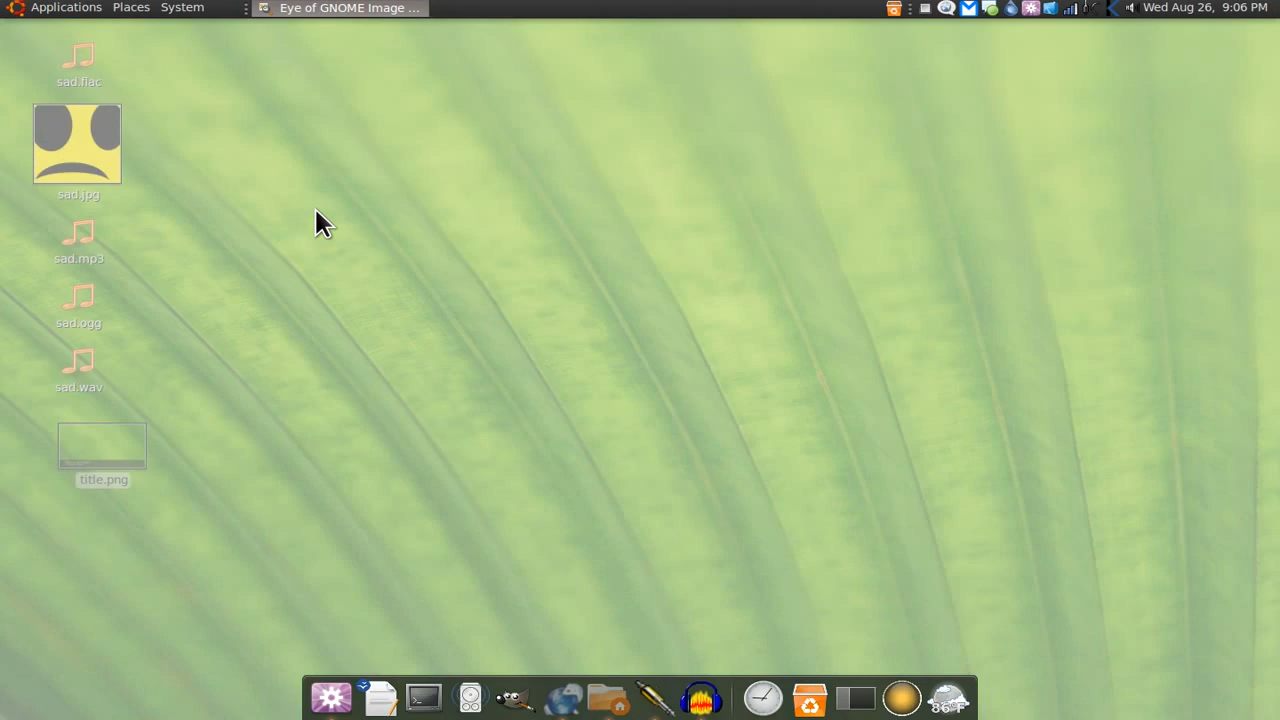 Applications Places System Eye of GNOME Image ... Wed Aug 26, 9:06 PM
sad.flac
sad.jpg
sad.mp3
sad.ogg
sad.wav
title.png
86°F